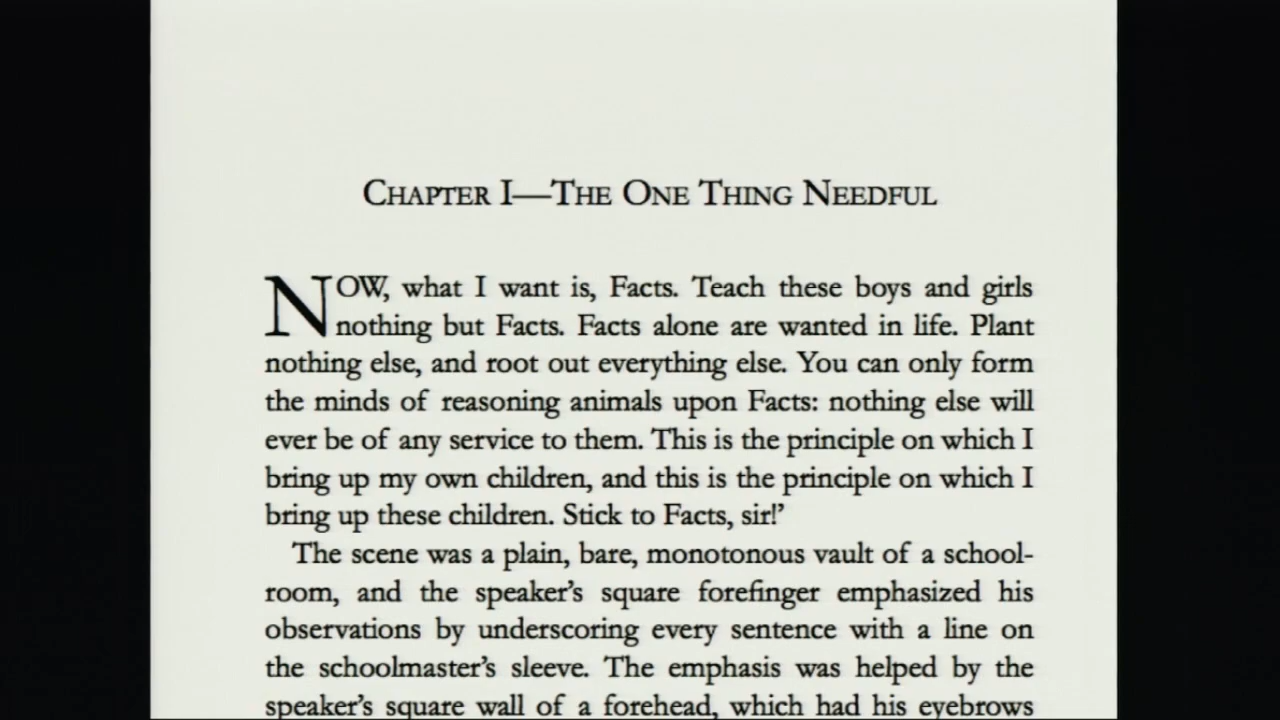 CHAPTER I—THE ONE THING NEEDFUL
NOW, what I want is, Facts. Teach these boys and girls
nothing but Facts. Facts alone are wanted in life. Plant
nothing else, and root out everything else. You can only form
the minds of reasoning animals upon Facts: nothing else will
ever be of any service to them. This is the principle on which I
bring up my own children, and this is the principle on which I
bring up these children. Stick to Facts, sir!’
The scene was a plain, bare, monotonous vault of a school-
room, and the speaker’s square forefinger emphasized his
observations by underscoring every sentence with a line on
the schoolmaster’s sleeve. The emphasis was helped by the
speaker’s square wall of a forehead, which had his eyebrows